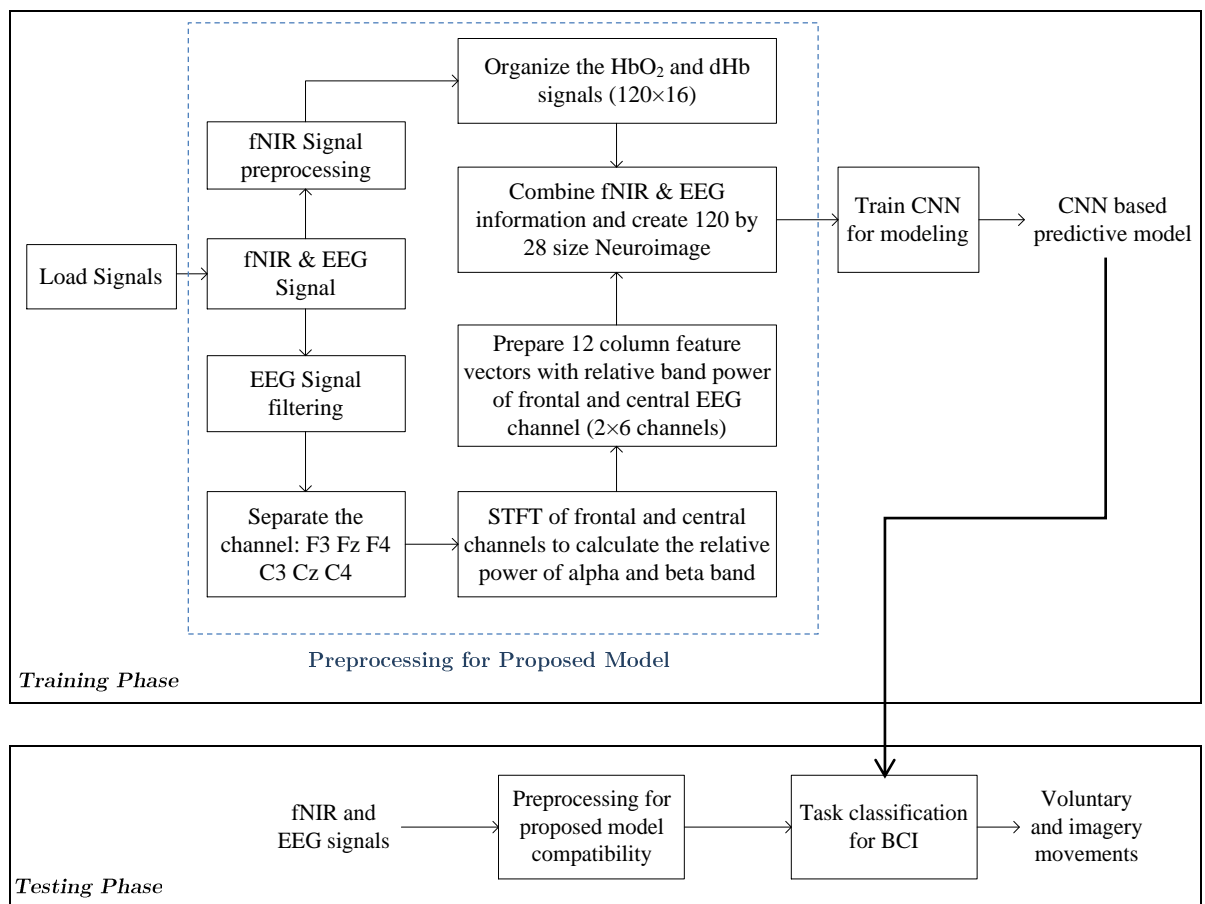 Organize the HbO₂ and dHb
signals (120×16)
fNIR Signal
preprocessing
Combine fNIR & EEG
information and create 120 by
28 size Neuroimage
Train CNN
for modeling
CNN based
predictive model
Load Signals
fNIR & EEG
Signal
EEG Signal
filtering
Prepare 12 column feature
vectors with relative band power
of frontal and central EEG
channel (2×6 channels)
Separate the
channel: F3 Fz F4
C3 Cz C4
STFT of frontal and central
channels to calculate the relative
power of alpha and beta band
Preprocessing for Proposed Model
Training Phase
fNIR and
EEG signals
Preprocessing for
proposed model
compatibility
Task classification
for BCI
Voluntary
and imagery
movements
Testing Phase